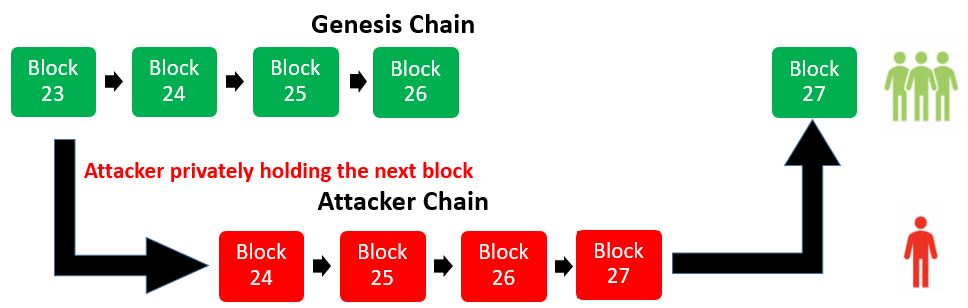 Genesis Chain
Block
23
Block
24
Block
25
Block
26
Block
27
Attacker privately holding the next block
Attacker Chain
Block
24
Block
25
Block
26
Block
27